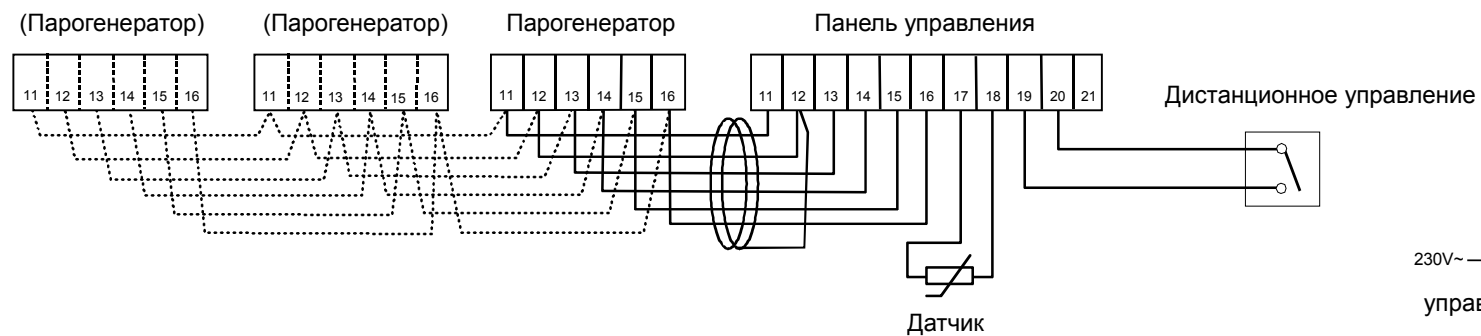 (Парогенератор) (Парогенератор) Парогенератор Панель управления
11 12 13 14 15 16 11 12 13 14 15 16 11 12 13 14 15 16 11 12 13 14 15 16 17 18 19 20 21
Дистанционное управление
230V~
управ
Датчик